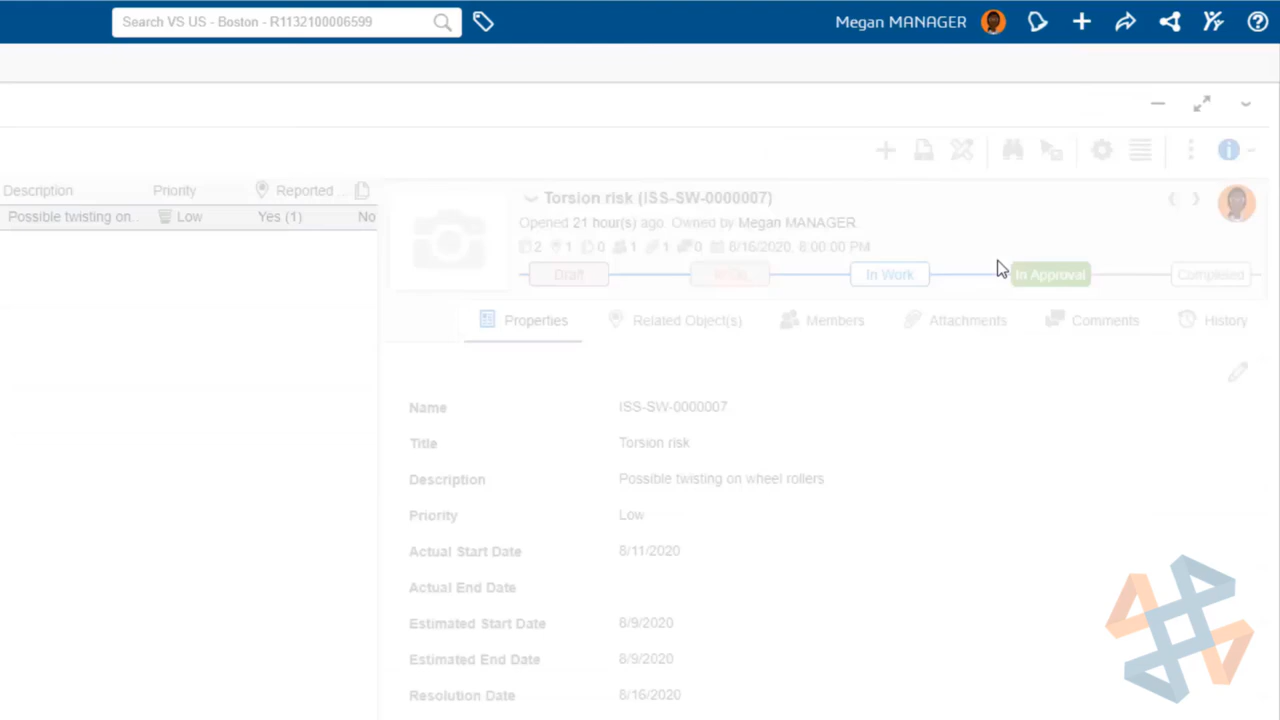 Search VS US - Boston - R1132100006599
Megan MANAGER
Description Priority Reported ...
Possible twisting on... Low Yes (1) No
Torsion risk (ISS-SW-0000007)
Opened 21 hour(s) ago. Owned by Megan MANAGER.
2 1 0 1 1 0 8/16/2020, 8:00:00 PM
Draft In Work In Approval Completed
Properties Related Object(s) Members Attachments Comments History
Name ISS-SW-0000007
Title Torsion risk
Description Possible twisting on wheel rollers
Priority Low
Actual Start Date 8/11/2020
Actual End Date
Estimated Start Date 8/9/2020
Estimated End Date 8/9/2020
Resolution Date 8/16/2020